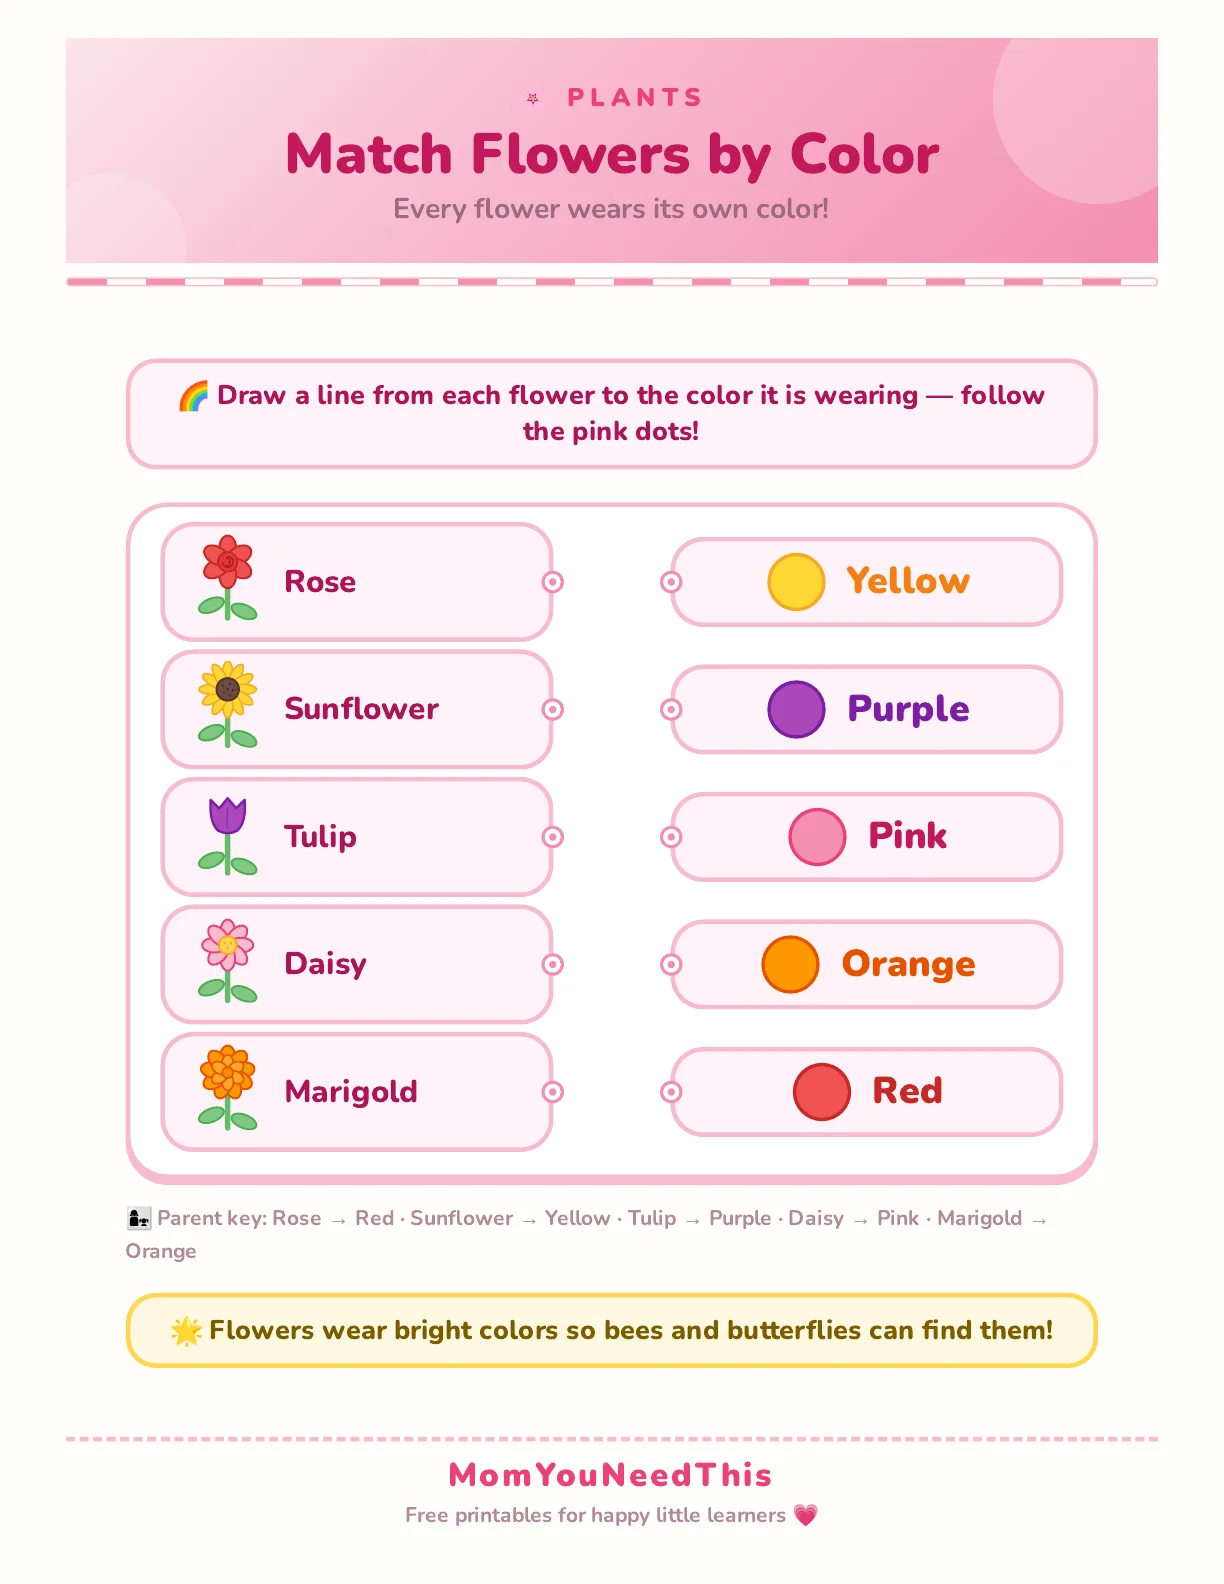 PLANTS
Match Flowers by Color
Every flower wears its own color!
🌈 Draw a line from each flower to the color it is wearing — follow
the pink dots!
Rose
Yellow
Sunflower
Purple
Tulip
Pink
Daisy
Orange
Marigold
Red
Parent key: Rose → Red · Sunflower → Yellow · Tulip → Purple · Daisy → Pink · Marigold →
Orange
🌟 Flowers wear bright colors so bees and butterflies can find them!
MomYouNeedThis
Free printables for happy little learners 💗